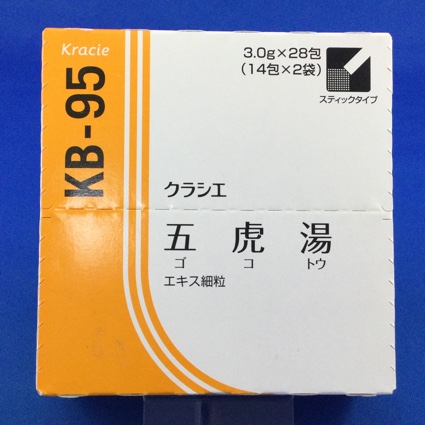 Kracie
KB-95
3.0g×28包
(14包×2袋)
スティックタイプ
クラシエ
五虎湯
ゴコトウ
エキス細粒